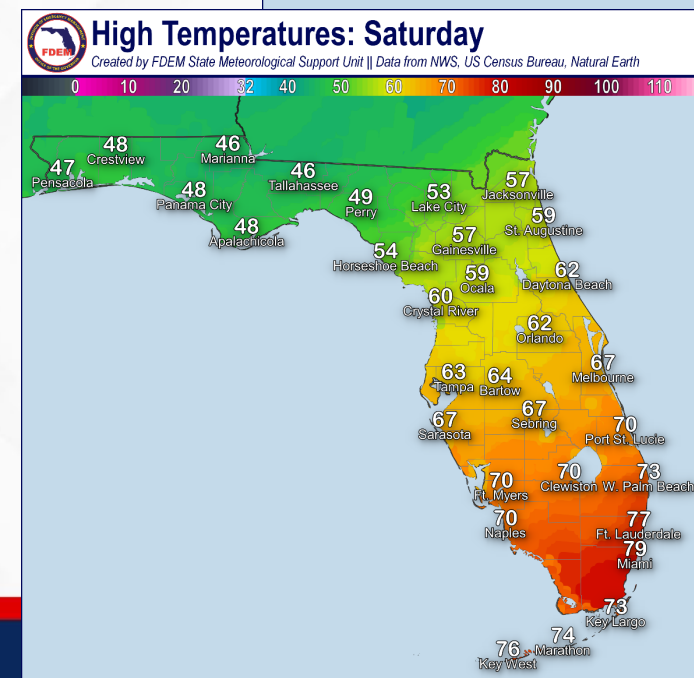 High Temperatures: Saturday
Created by FDEM State Meteorological Support Unit || Data from NWS, US Census Bureau, Natural Earth
FDEM
0 10 20 32 40 50 60 70 80 90 100 110
48
Crestview
46
Marianna
47
Pensacola
46
Tallahassee
48
Panama City
49
Perry
53
Lake City
57
Jacksonville
48
Apalachicola
59
St. Augustine
57
Gainesville
54
Horseshoe Beach
59
Ocala
62
Daytona Beach
60
Crystal River
62
Orlando
63
Tampa
64
Bartow
67
Melbourne
67
Sarasota
67
Sebring
70
Port St. Lucie
70
Ft. Myers
70
Clewiston
73
W. Palm Beach
70
Naples
77
Ft. Lauderdale
79
Miami
73
Key Largo
74
Marathon
76
Key West